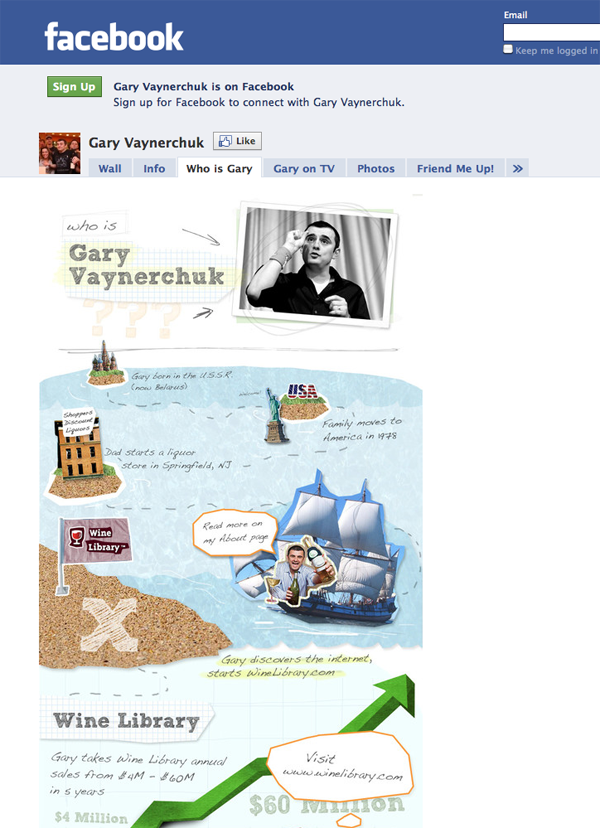 facebook
Email
Keep me logged in
Sign Up
Gary Vaynerchuk is on Facebook
Sign up for Facebook to connect with Gary Vaynerchuk.
Gary Vaynerchuk
Like
Wall Info Who is Gary Gary on TV Photos Friend Me Up! »
who is
Gary
Vaynerchuk
???
Gary born in the U.S.S.R.
(now Belarus)
Welcome
USA
Family moves to
America in 1978
Shoppers
Discount
Liquors
Dad starts a liquor
store in Springfield, NJ
Wine
Library™
Read more on
my About page
X
Gary discovers the internet,
starts WineLibrary.com
Wine Library
Gary takes Wine Library annual
sales from $4M - $60M
in 5 years
Visit
www.winelibrary.com
$4 Million
$60 Million